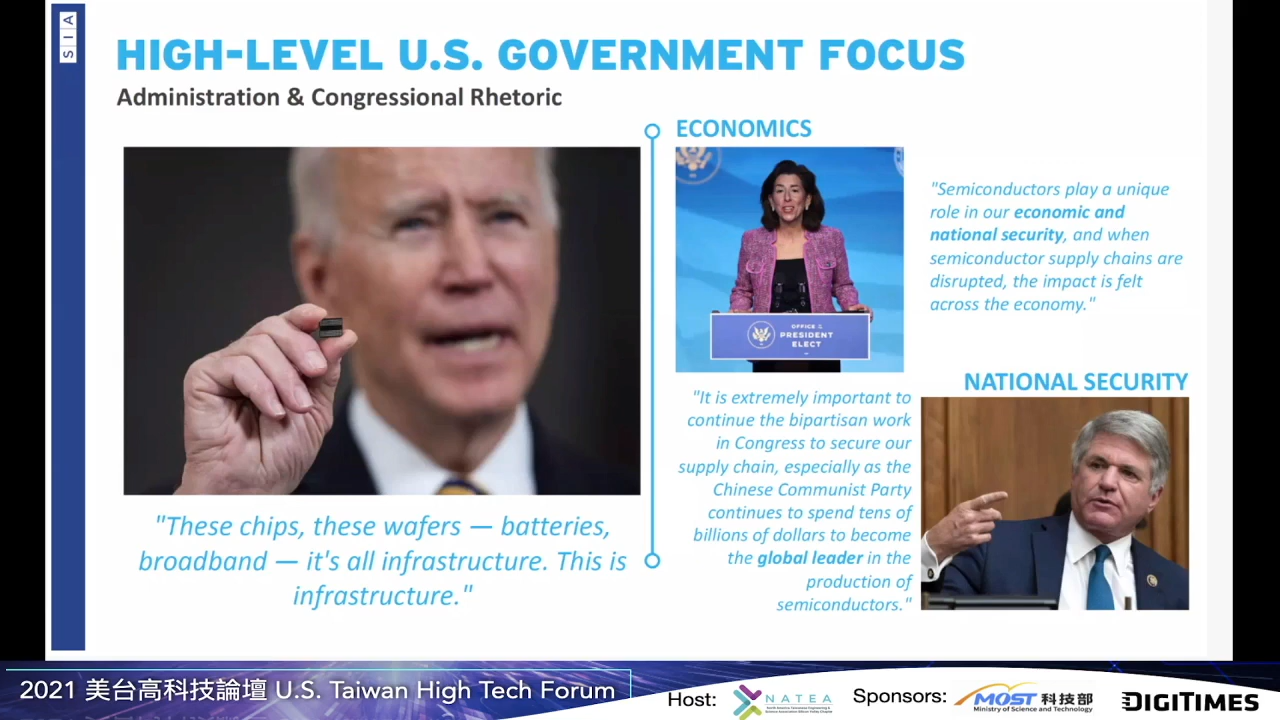 SIA
HIGH-LEVEL U.S. GOVERNMENT FOCUS
Administration & Congressional Rhetoric
"These chips, these wafers — batteries,
broadband — it's all infrastructure. This is
infrastructure."
ECONOMICS
OFFICE OF THE
PRESIDENT
ELECT
"Semiconductors play a unique
role in our economic and
national security, and when
semiconductor supply chains are
disrupted, the impact is felt
across the economy."
NATIONAL SECURITY
"It is extremely important to
continue the bipartisan work
in Congress to secure our
supply chain, especially as the
Chinese Communist Party
continues to spend tens of
billions of dollars to become
the global leader in the
production of
semiconductors."
2021 美台高科技論壇 U.S. Taiwan High Tech Forum
Host:
NATEA
Sponsors:
MOST 科技部
Ministry of Science and Technology
DIGITIMES